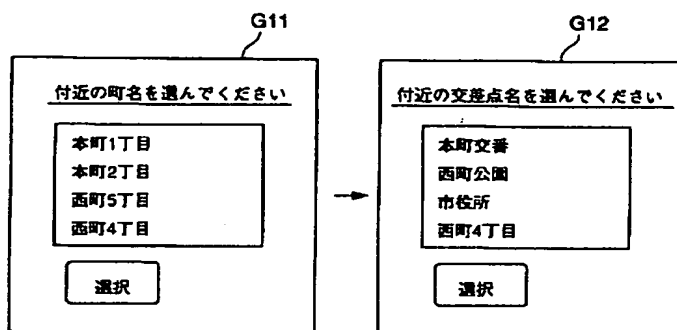 G11
付近の町名を選んでください
本町1丁目
本町2丁目
西町5丁目
西町4丁目
選択
G12
付近の交差点名を選んでください
本町交番
西町公園
市役所
西町4丁目
選択